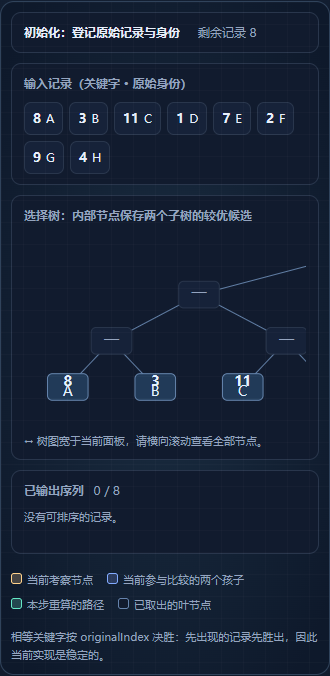 初始化：登记原始记录与身份 剩余记录 8
输入记录（关键字・原始身份）
8 A 3 B 11 C 1 D 7 E 2 F
9 G 4 H
选择树：内部节点保存两个子树的较优候选
—
— —
8 3 11
A B C
↔ 树图宽于当前面板，请横向滚动查看全部节点。
已输出序列 0 / 8
没有可排序的记录。
当前考察节点 当前参与比较的两个孩子
本步重算的路径 已取出的叶节点
相等关键字按 originalIndex 决胜：先出现的记录先胜出，因此
当前实现是稳定的。